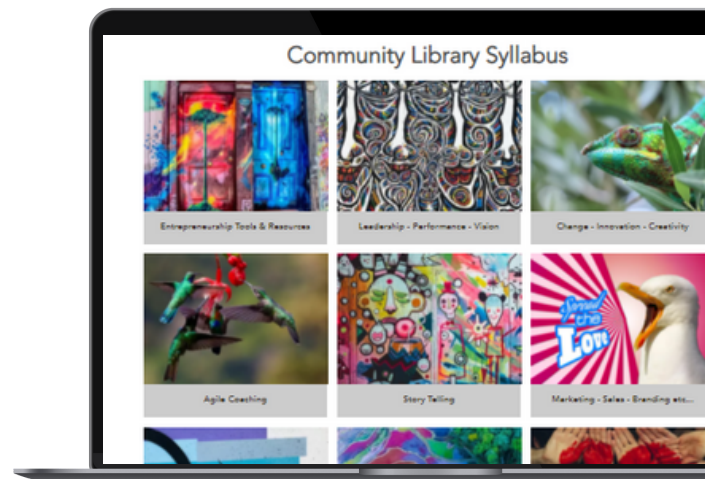 Community Library Syllabus
Entrepreneurship Tools & Resources
Leadership - Performance - Vision
Change - Innovation - Creativity
Agile Coaching
Story Telling
Spread
the
Love
Marketing - Sales - Branding etc...